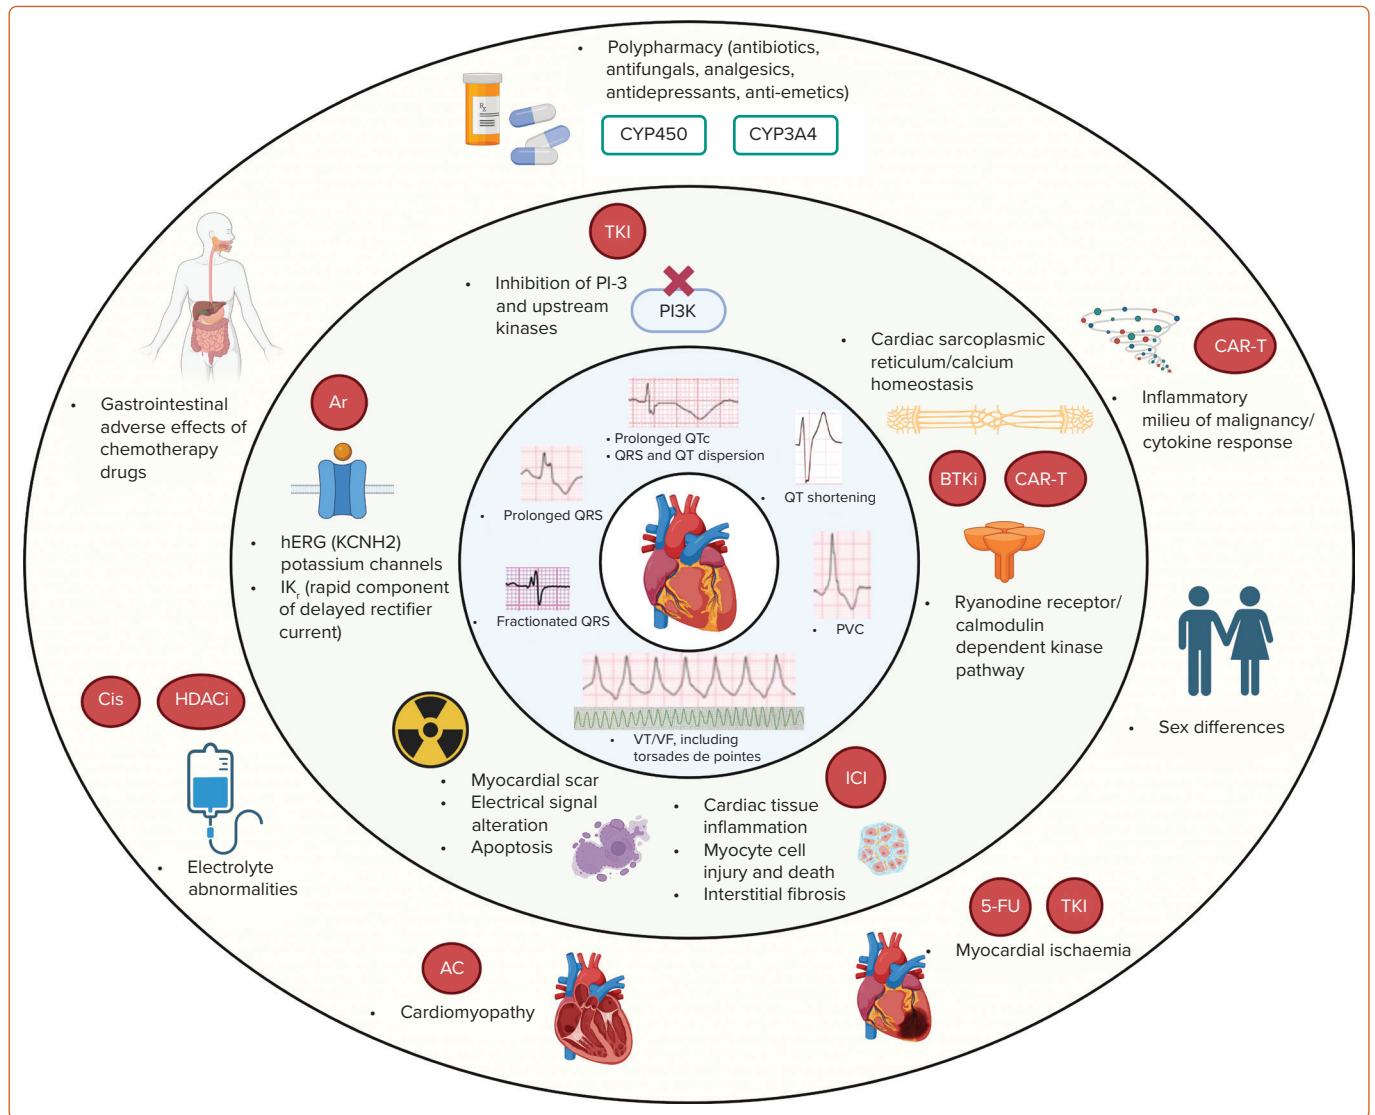 • Polypharmacy (antibiotics,
antifungals, analgesics,
antidepressants, anti-emetics)
Rx
CYP450
CYP3A4
TKI
• Inhibition of PI-3
and upstream
kinases
PI3K
• Cardiac sarcoplasmic
reticulum/calcium
homeostasis
CAR-T
• Inflammatory
milieu of malignancy/
cytokine response
• Gastrointestinal
adverse effects of
chemotherapy
drugs
Ar
• hERG (KCNH2)
potassium channels
• IKr (rapid component
of delayed rectifier
current)
• Prolonged QTc
• QRS and QT dispersion
• Prolonged QRS
• QT shortening
• Fractionated QRS
• PVC
• VT/VF, including
torsades de pointes
BTKi
CAR-T
• Ryanodine receptor/
calmodulin
dependent kinase
pathway
• Sex differences
Cis
HDACi
• Electrolyte
abnormalities
• Myocardial scar
• Electrical signal
alteration
• Apoptosis
ICI
• Cardiac tissue
inflammation
• Myocyte cell
injury and death
• Interstitial fibrosis
5-FU
TKI
• Myocardial ischaemia
AC
• Cardiomyopathy